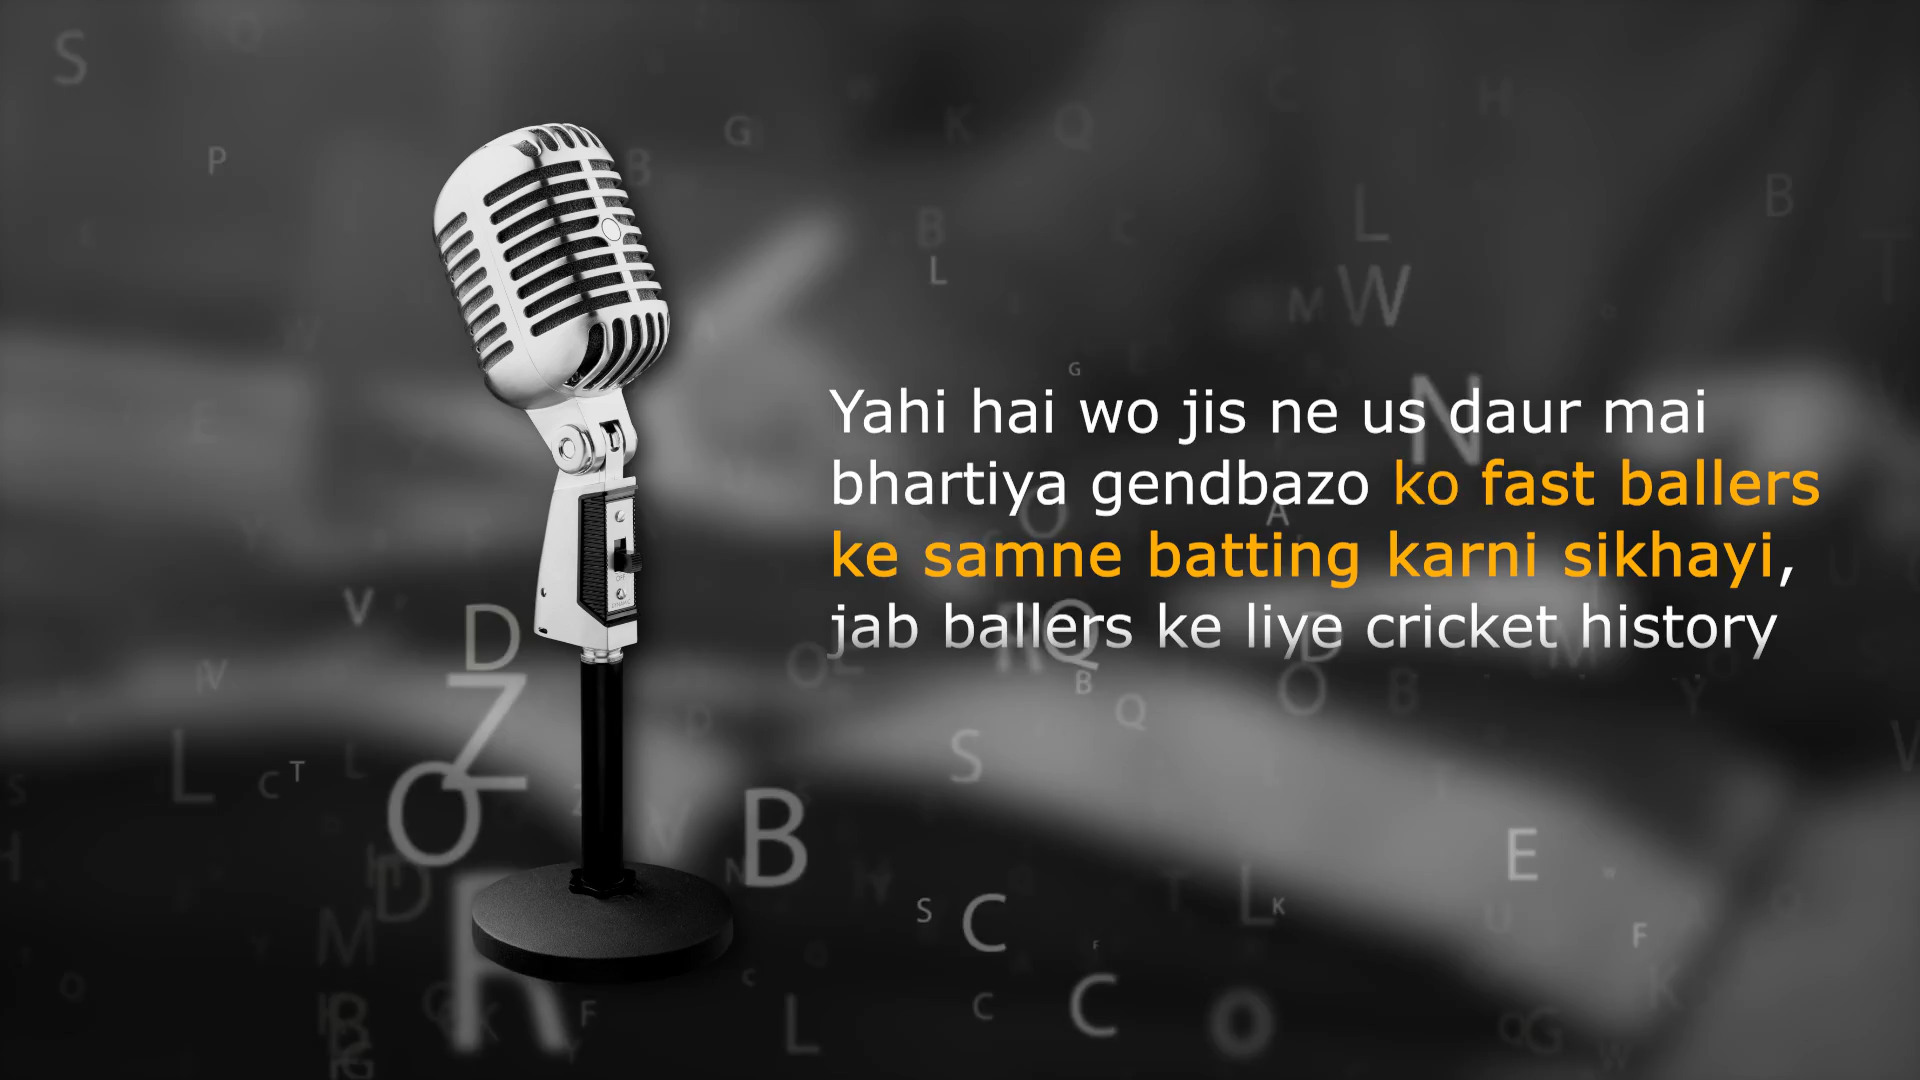 Yahi hai wo jis ne us daur mai
bhartiya gendbazo ko fast ballers
ke samne batting karni sikhayi,
jab ballers ke liye cricket history